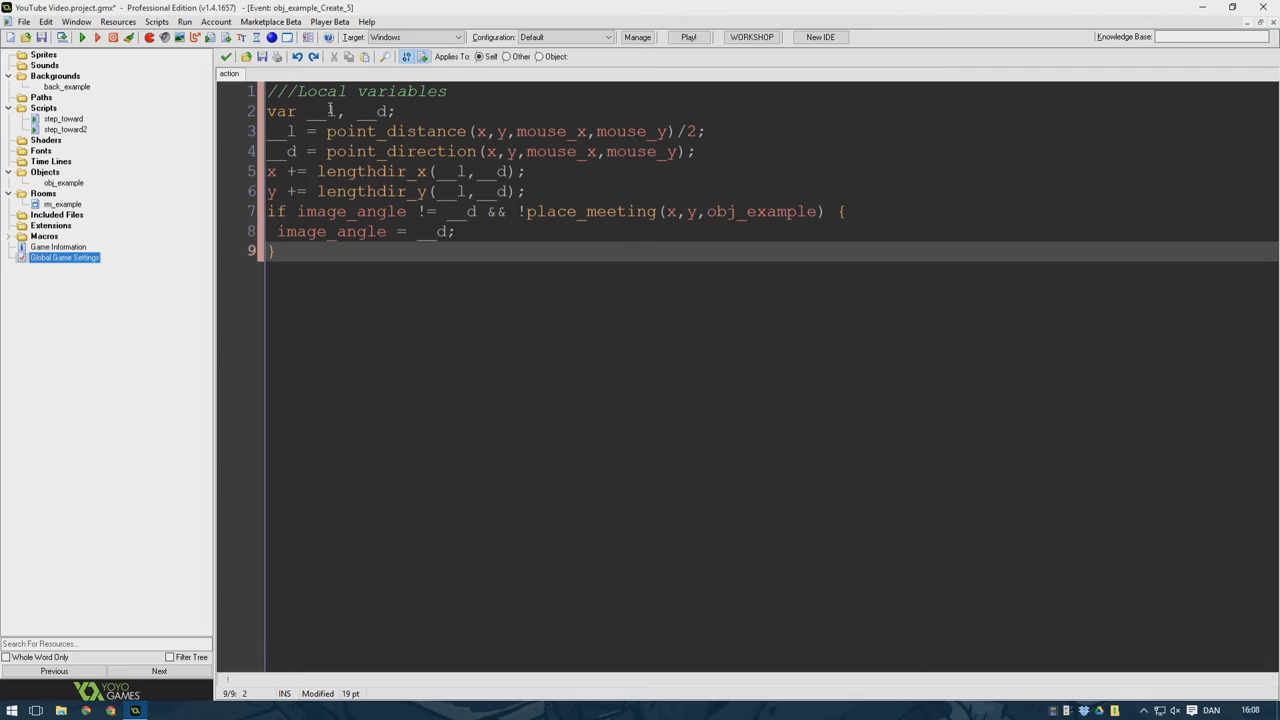 YouTube Video.project.gmx* - Professional Edition (v1.4.1657) - [Event: obj_example_Create_5]
File Edit Window Resources Scripts Run Account Marketplace Beta Player Beta Help
Target: Windows Configuration: Default Manage Play! WORKSHOP New IDE Knowledge Base:
Applies To: Self Other Object:
Sprites
Sounds
Backgrounds
back_example
Paths
Scripts
step_toward
step_toward2
Shaders
Fonts
Time Lines
Objects
obj_example
Rooms
rm_example
Included Files
Extensions
Macros
Game Information
Global Game Settings
action
1 ///Local variables
2 var __l, __d;
3 __l = point_distance(x,y,mouse_x,mouse_y)/2;
4 __d = point_direction(x,y,mouse_x,mouse_y);
5 x += lengthdir_x(__l,__d);
6 y += lengthdir_y(__l,__d);
7 if image_angle != __d && !place_meeting(x,y,obj_example) {
8 image_angle = __d;
9 }
Search For Resources..
Whole Word Only Filter Tree
Previous Next
YOYO
GAMES
!
9/9: 2 INS Modified 19 pt
DAN 16:08